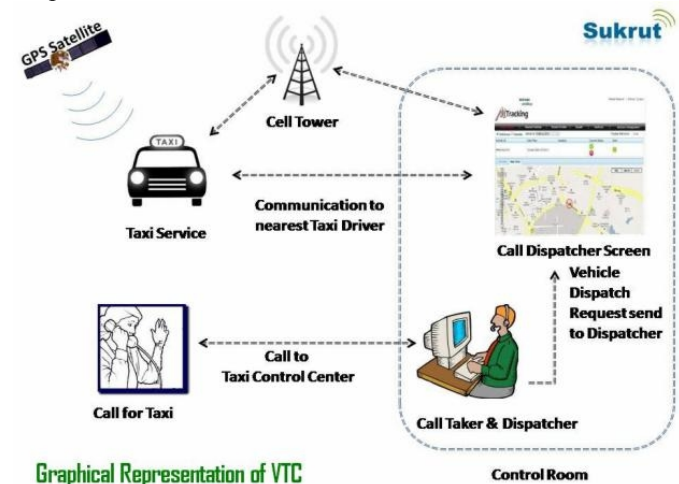 GPS Satellite
Sukrut
Cell Tower
Tracking
TAXI
Taxi Service
Communication to
nearest Taxi Driver
Call Dispatcher Screen
Vehicle
Dispatch
Request send
to Dispatcher
Call to
Taxi Control Center
Call for Taxi
Call Taker & Dispatcher
Graphical Representation of VTC
Control Room